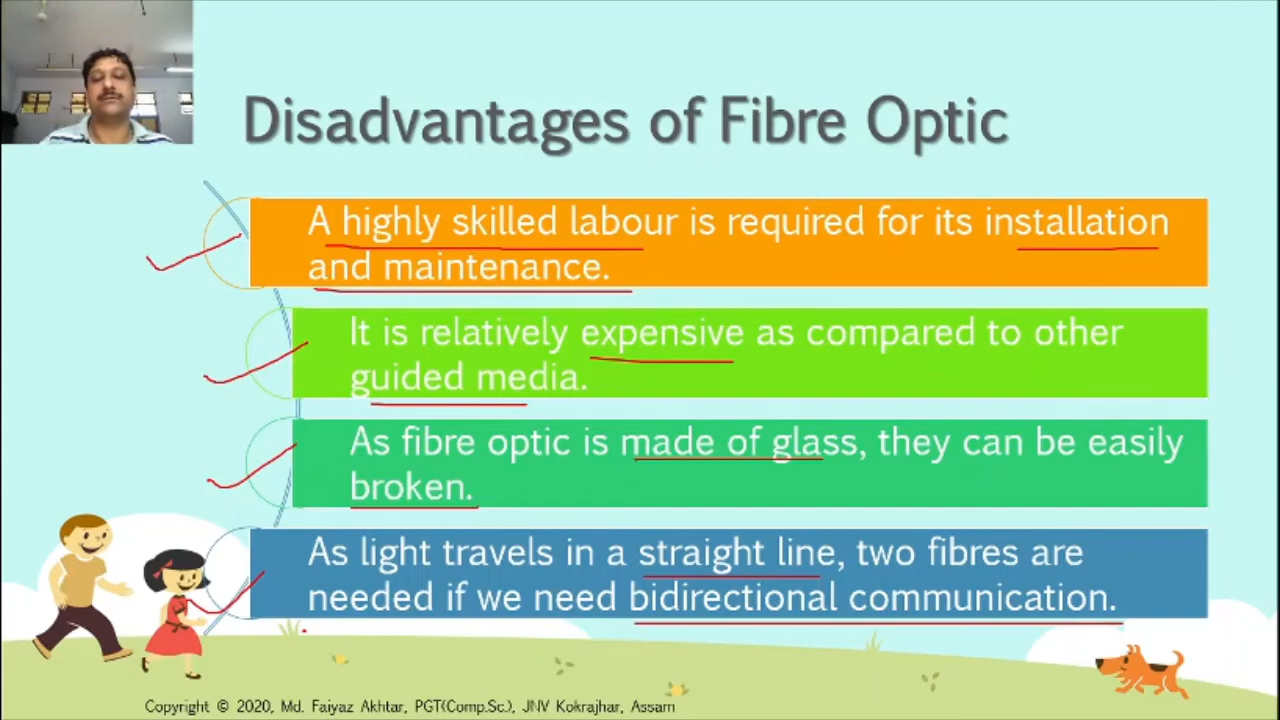 Disadvantages of Fibre Optic
A highly skilled labour is required for its installation
and maintenance.
It is relatively expensive as compared to other
guided media.
As fibre optic is made of glass, they can be easily
broken.
As light travels in a straight line, two fibres are
needed if we need bidirectional communication.
Copyright © 2020, Md. Faiyaz Akhtar, PGT(Comp.Sc.), JNV Kokrajhar, Assam